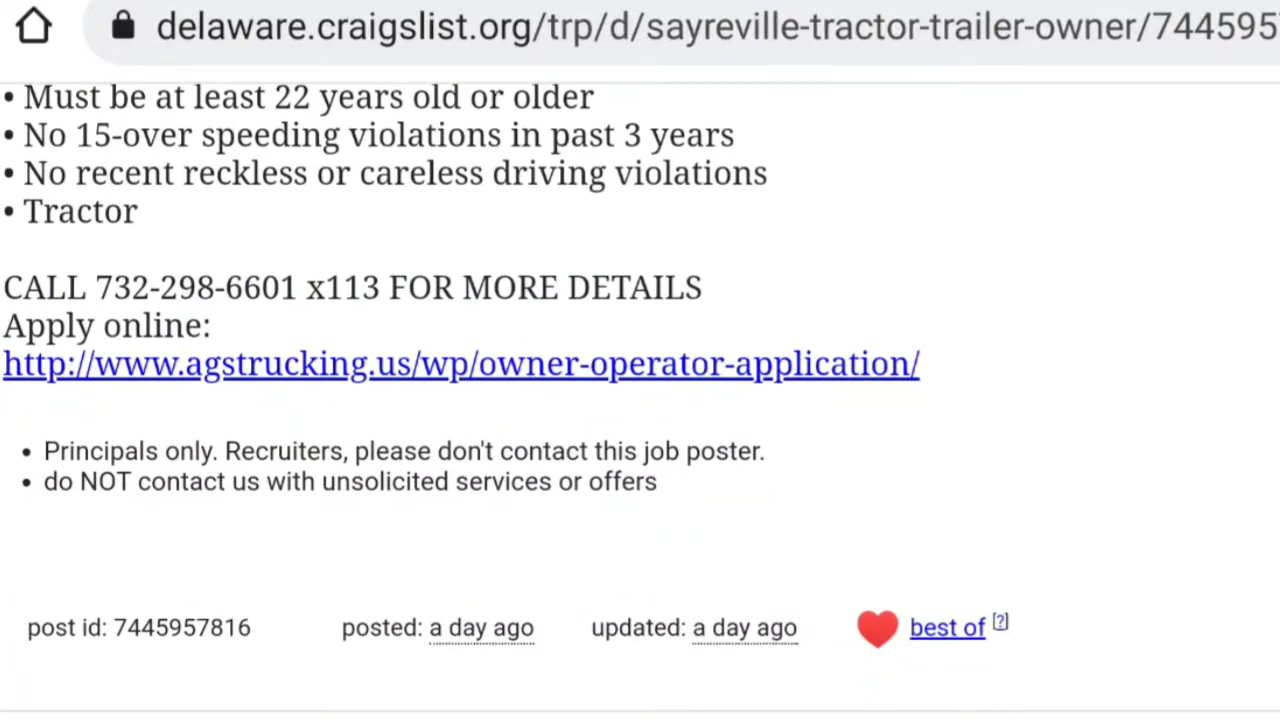 delaware.craigslist.org/trp/d/sayreville-tractor-trailer-owner/744595
• Must be at least 22 years old or older
• No 15-over speeding violations in past 3 years
• No recent reckless or careless driving violations
• Tractor
CALL 732-298-6601 x113 FOR MORE DETAILS
Apply online:
http://www.agstrucking.us/wp/owner-operator-application/
• Principals only. Recruiters, please don't contact this job poster.
• do NOT contact us with unsolicited services or offers
post id: 7445957816 posted: a day ago updated: a day ago best of [?]